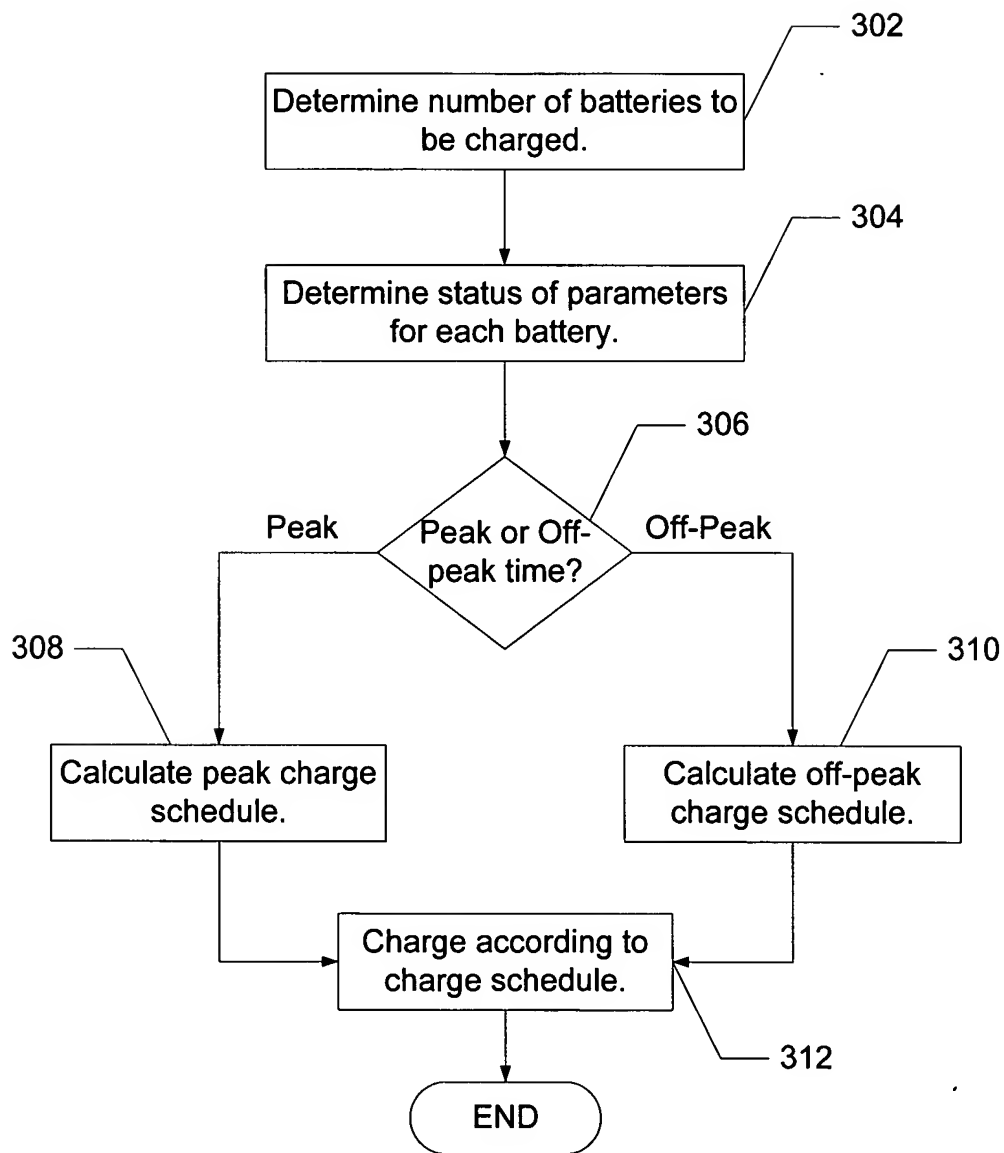 302
Determine number of batteries to
be charged.
304
Determine status of parameters
for each battery.
306
Peak
Peak or Off-
peak time?
Off-Peak
308
310
Calculate peak charge
schedule.
Calculate off-peak
charge schedule.
Charge according to
charge schedule.
312
END